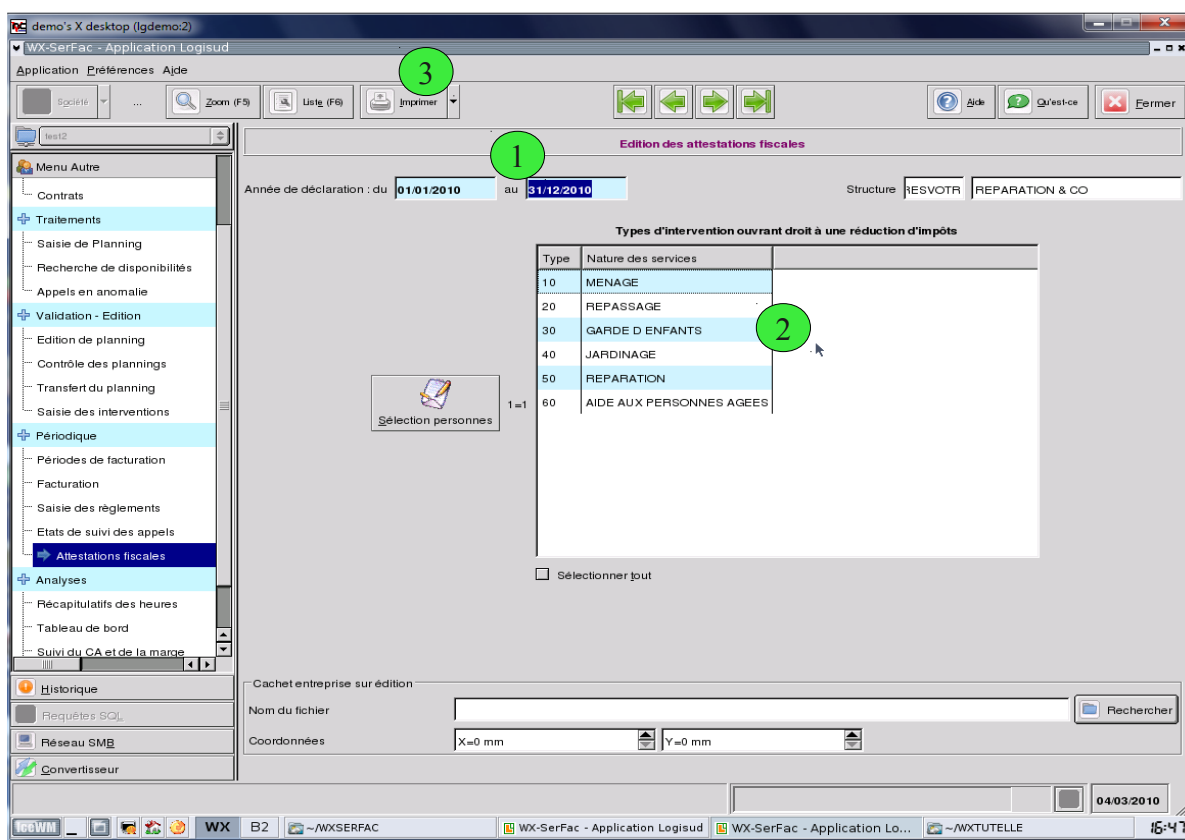 demo's X desktop (lgdemo:2)
WX-SerFac - Application Logisud
Application Préférences Ajde
3
Société ... Zoom (F5) Liste (F6) Imprimer Aide Qu'est-ce Fermer
test2
Edition des attestations fiscales
1
Menu Autre
Contrats
Traitements
Saisie de Planning
Recherche de disponibilités
Appels en anomalie
Validation - Edition
Edition de planning
Contrôle des plannings
Transfert du planning
Saisie des interventions
Périodique
Périodes de facturation
Facturation
Saisie des règlements
Etats de suivi des appels
Attestations fiscales
Analyses
Récapitulatifs des heures
Tableau de bord
Suivi du CA et de la marge
Historique
Requêtes SQL
Réseau SMB
Convertisseur
Année de déclaration : du 01/01/2010 au 31/12/2010 Structure RESVOTR REPARATION & CO
Types d'intervention ouvrant droit à une réduction d'impôts
Type Nature des services
10 MENAGE
20 REPASSAGE
30 GARDE D ENFANTS
2
40 JARDINAGE
50 REPARATION
60 AIDE AUX PERSONNES AGEES
Sélection personnes
1=1
Sélectionner tout
Cachet entreprise sur édition
Nom du fichier Rechercher
Coordonnées X=0 mm Y=0 mm
04/03/2010
IceWM WX B2 ~/WXSERFAC WX-SerFac - Application Logisud WX-SerFac - Application Lo... ~/WXTUTELLE 16:47